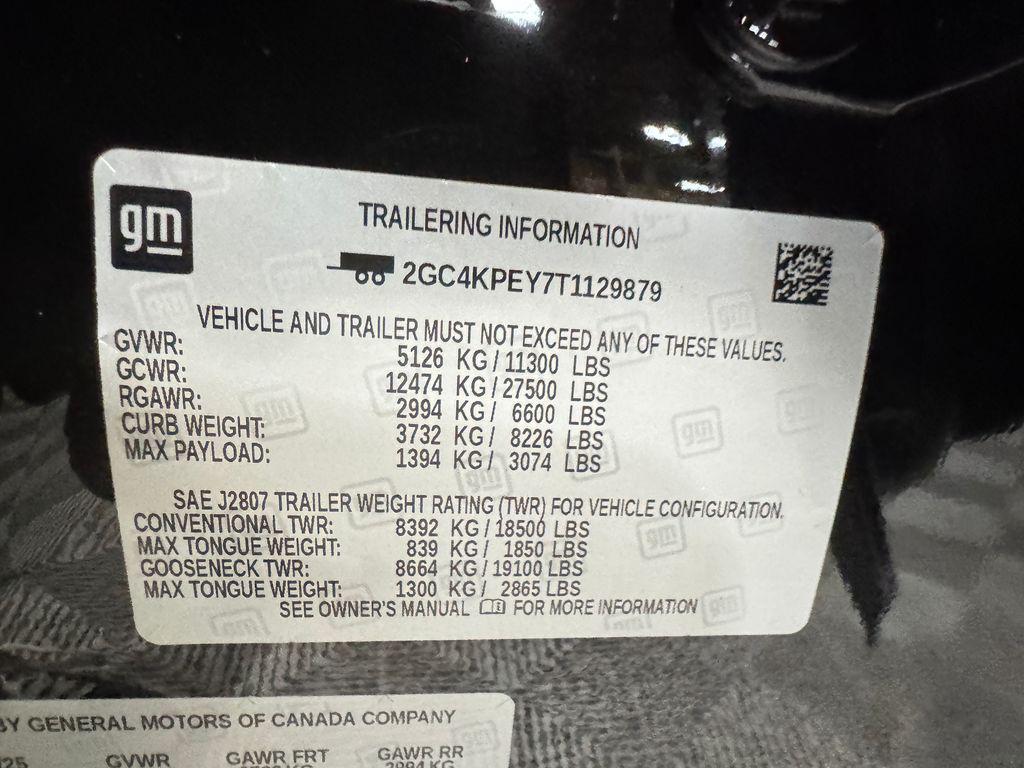 gm
TRAILERING INFORMATION
2GC4KPEY7T1129879
VEHICLE AND TRAILER MUST NOT EXCEED ANY OF THESE VALUES.
GVWR: 5126 KG/11300 LBS
GCWR: 12474 KG/27500 LBS
RGAWR: 2994 KG/ 6600 LBS
CURB WEIGHT: 3732 KG/ 8226 LBS
MAX PAYLOAD: 1394 KG/ 3074 LBS
SAE J2807 TRAILER WEIGHT RATING (TWR) FOR VEHICLE CONFIGURATION.
CONVENTIONAL TWR: 8392 KG/18500 LBS
MAX TONGUE WEIGHT: 839 KG/ 1850 LBS
GOOSENECK TWR: 8664 KG/19100 LBS
MAX TONGUE WEIGHT: 1300 KG/ 2865 LBS
SEE OWNER'S MANUAL FOR MORE INFORMATION
BY GENERAL MOTORS OF CANADA COMPANY
GVWR GAWR FRT GAWR RR